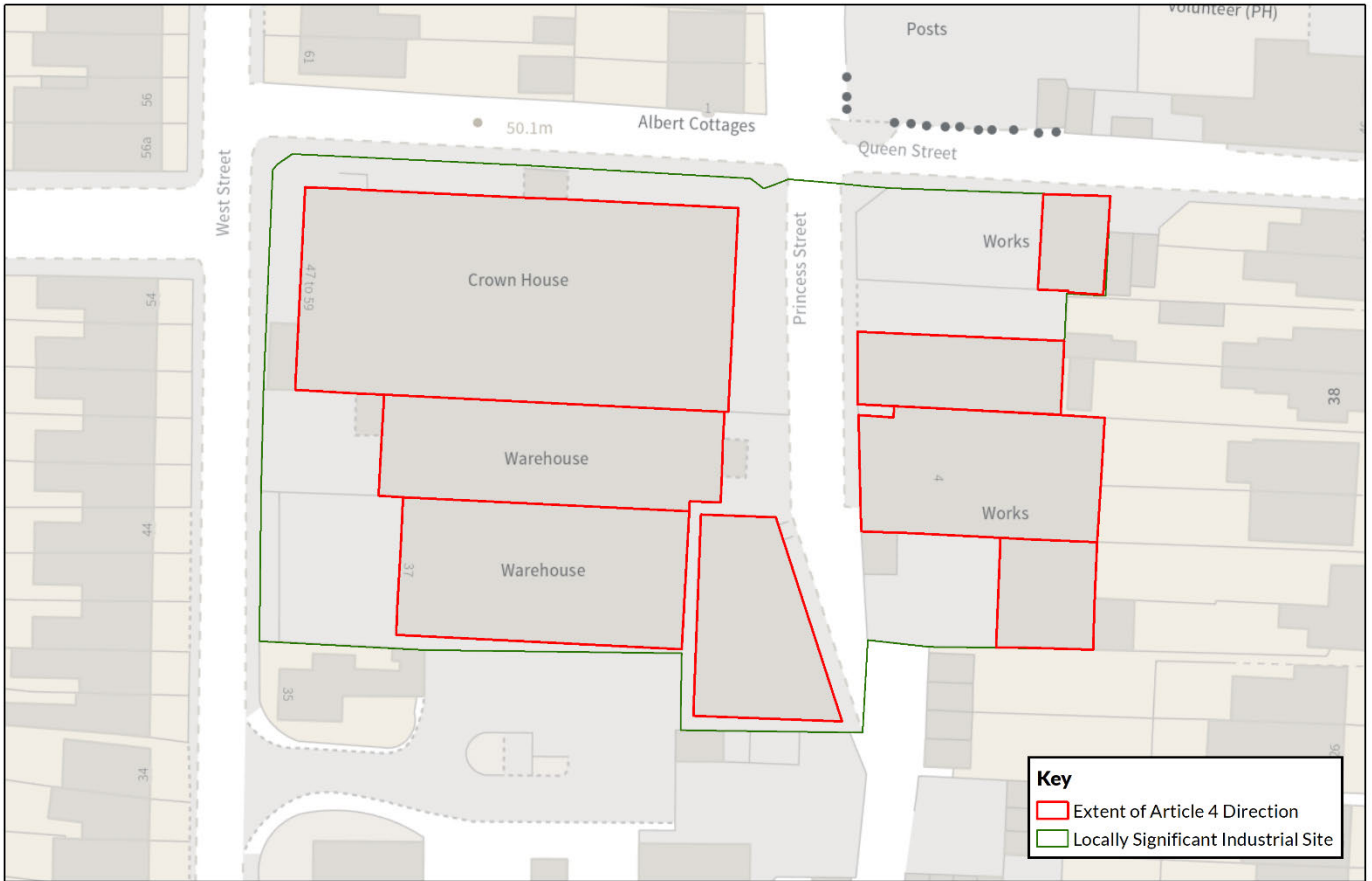 Volunteer (PH)
Posts
61
56
1
50.1m
Albert Cottages
56a
Queen Street
West Street
Princess Street
Works
47 to 59
Crown House
54
38
Warehouse
4
Works
44
Warehouse
37
35
34
26
Key
Extent of Article 4 Direction
Locally Significant Industrial Site